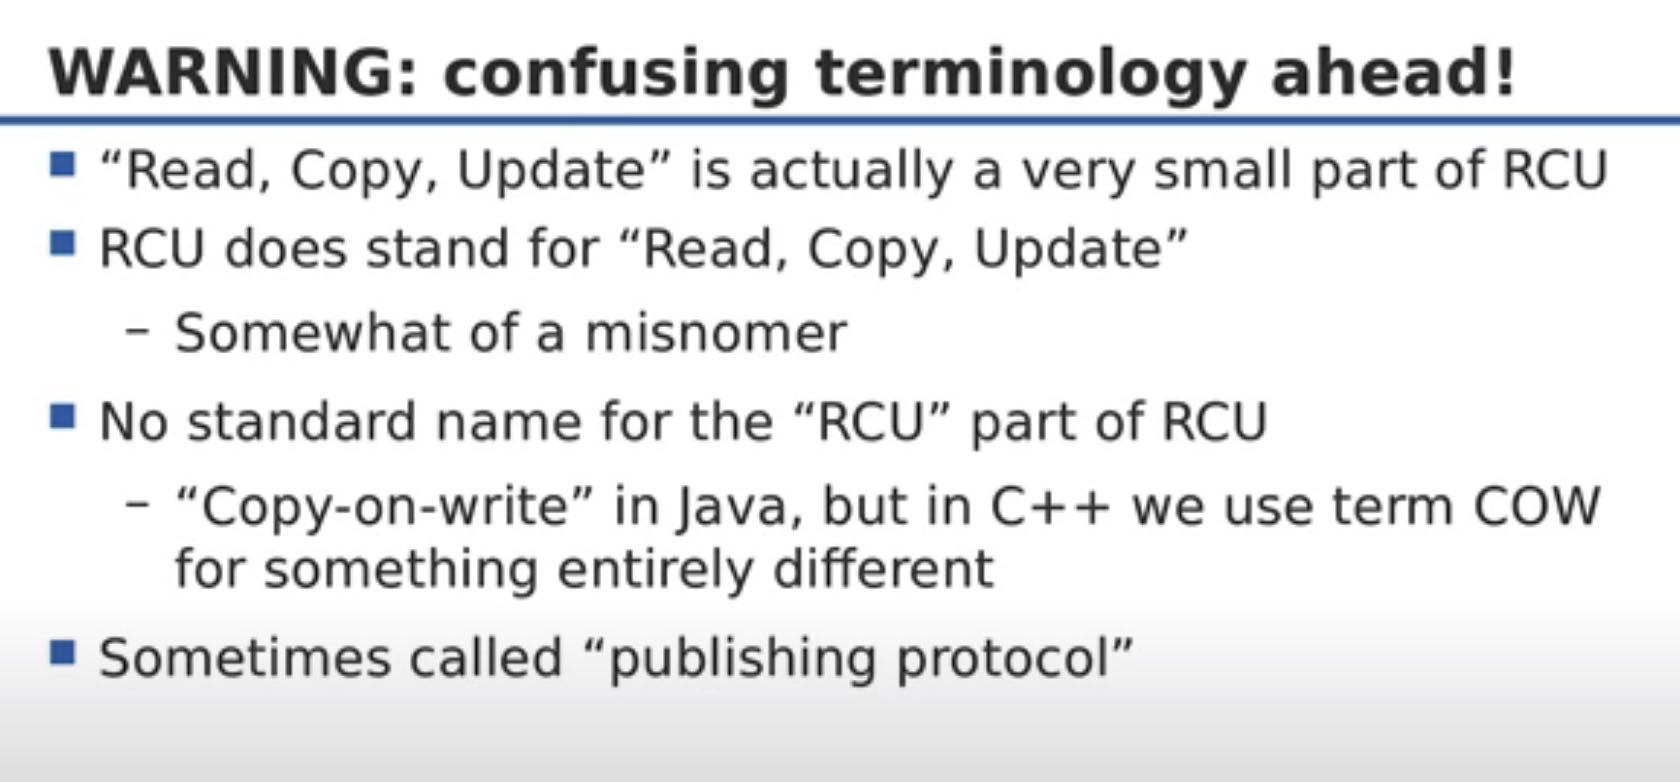 WARNING: confusing terminology ahead!
“Read, Copy, Update” is actually a very small part of RCU
RCU does stand for “Read, Copy, Update”
– Somewhat of a misnomer
No standard name for the “RCU” part of RCU
– “Copy-on-write” in Java, but in C++ we use term COW
for something entirely different
Sometimes called “publishing protocol”